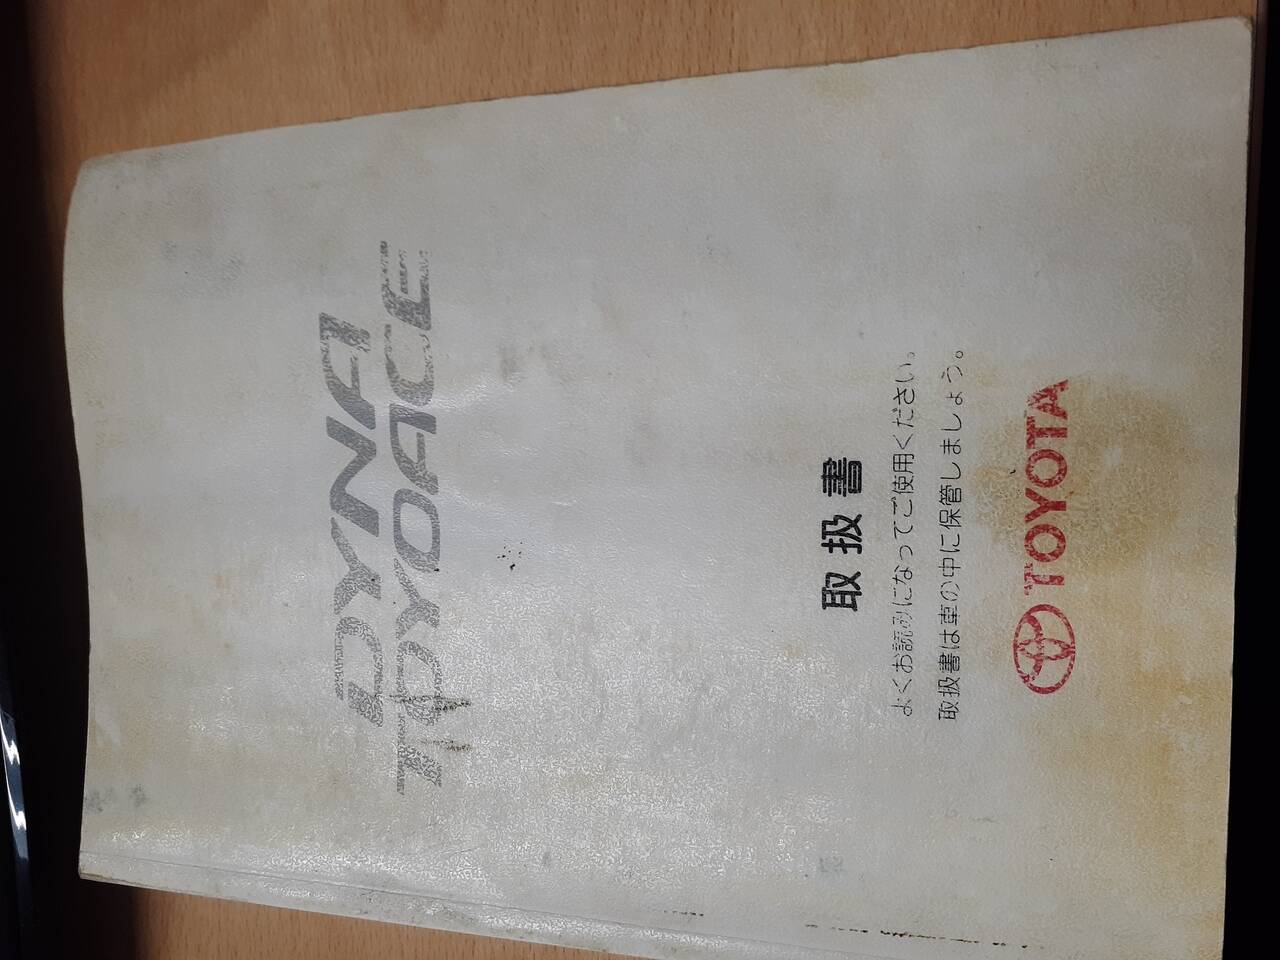 DYNA
TOYOACE
取扱書
よくお読みになってご使用ください。
取扱書は車の中に保管しましょう。
TOYOTA